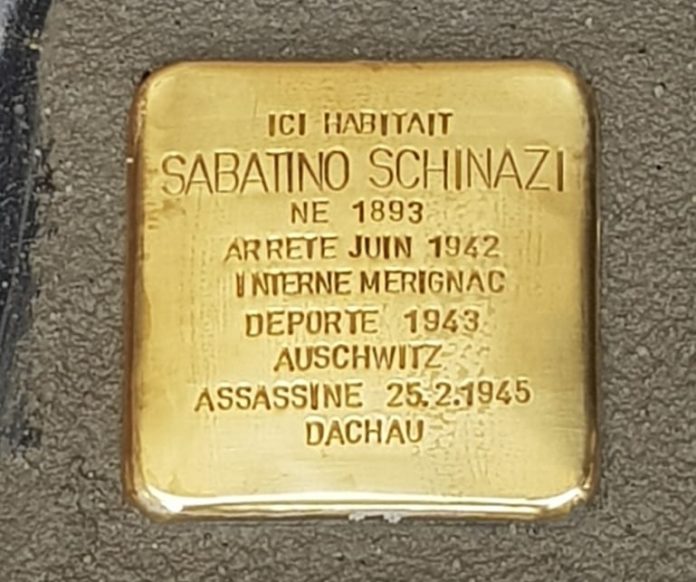 ICI HABITAIT
SABATINO SCHINAZI
NE 1893
ARRETE JUIN 1942
INTERNE MERIGNAC
DEPORTE 1943
AUSCHWITZ
ASSASSINE 25.2.1945
DACHAU